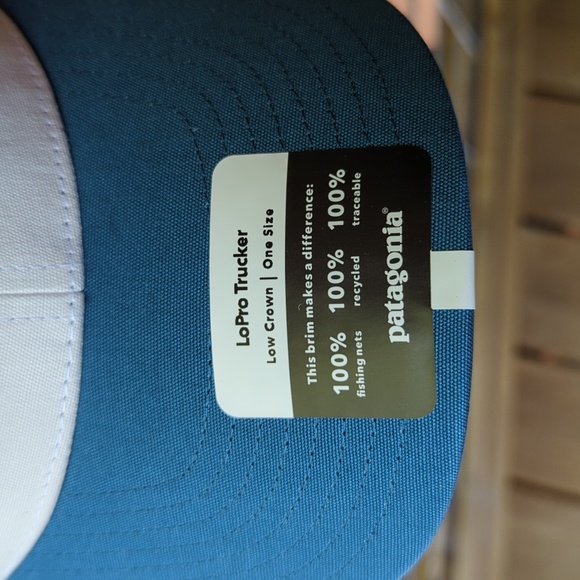 LoPro Trucker
Low Crown | One Size
This brim makes a difference:
100% 100% 100%
fishing nets recycled traceable
patagonia®